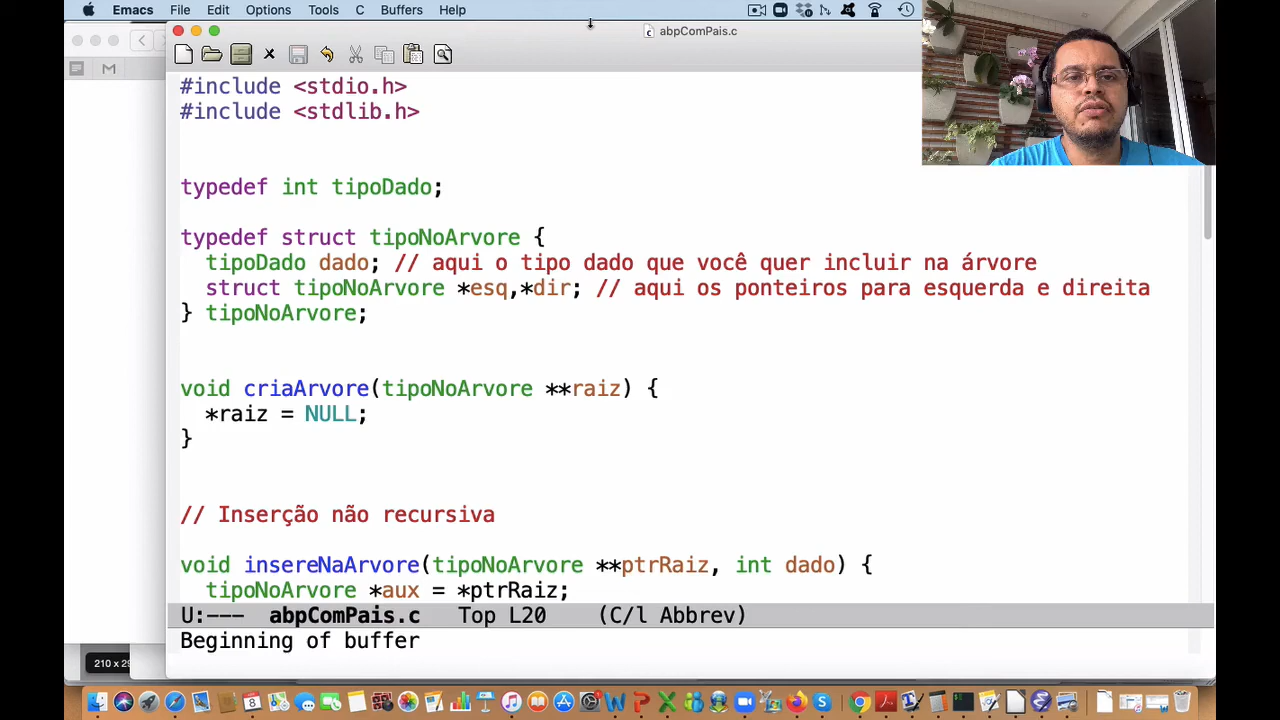 Emacs File Edit Options Tools C Buffers Help
abpComPais.c
#include <stdio.h>
#include <stdlib.h>
typedef int tipoDado;
typedef struct tipoNoArvore {
tipoDado dado; // aqui o tipo dado que você quer incluir na árvore
struct tipoNoArvore *esq,*dir; // aqui os ponteiros para esquerda e direita
} tipoNoArvore;
void criaArvore(tipoNoArvore **raiz) {
*raiz = NULL;
}
// Inserção não recursiva
void insereNaArvore(tipoNoArvore **ptrRaiz, int dado) {
tipoNoArvore *aux = *ptrRaiz;
U:--- abpComPais.c Top L20 (C/l Abbrev)
Beginning of buffer